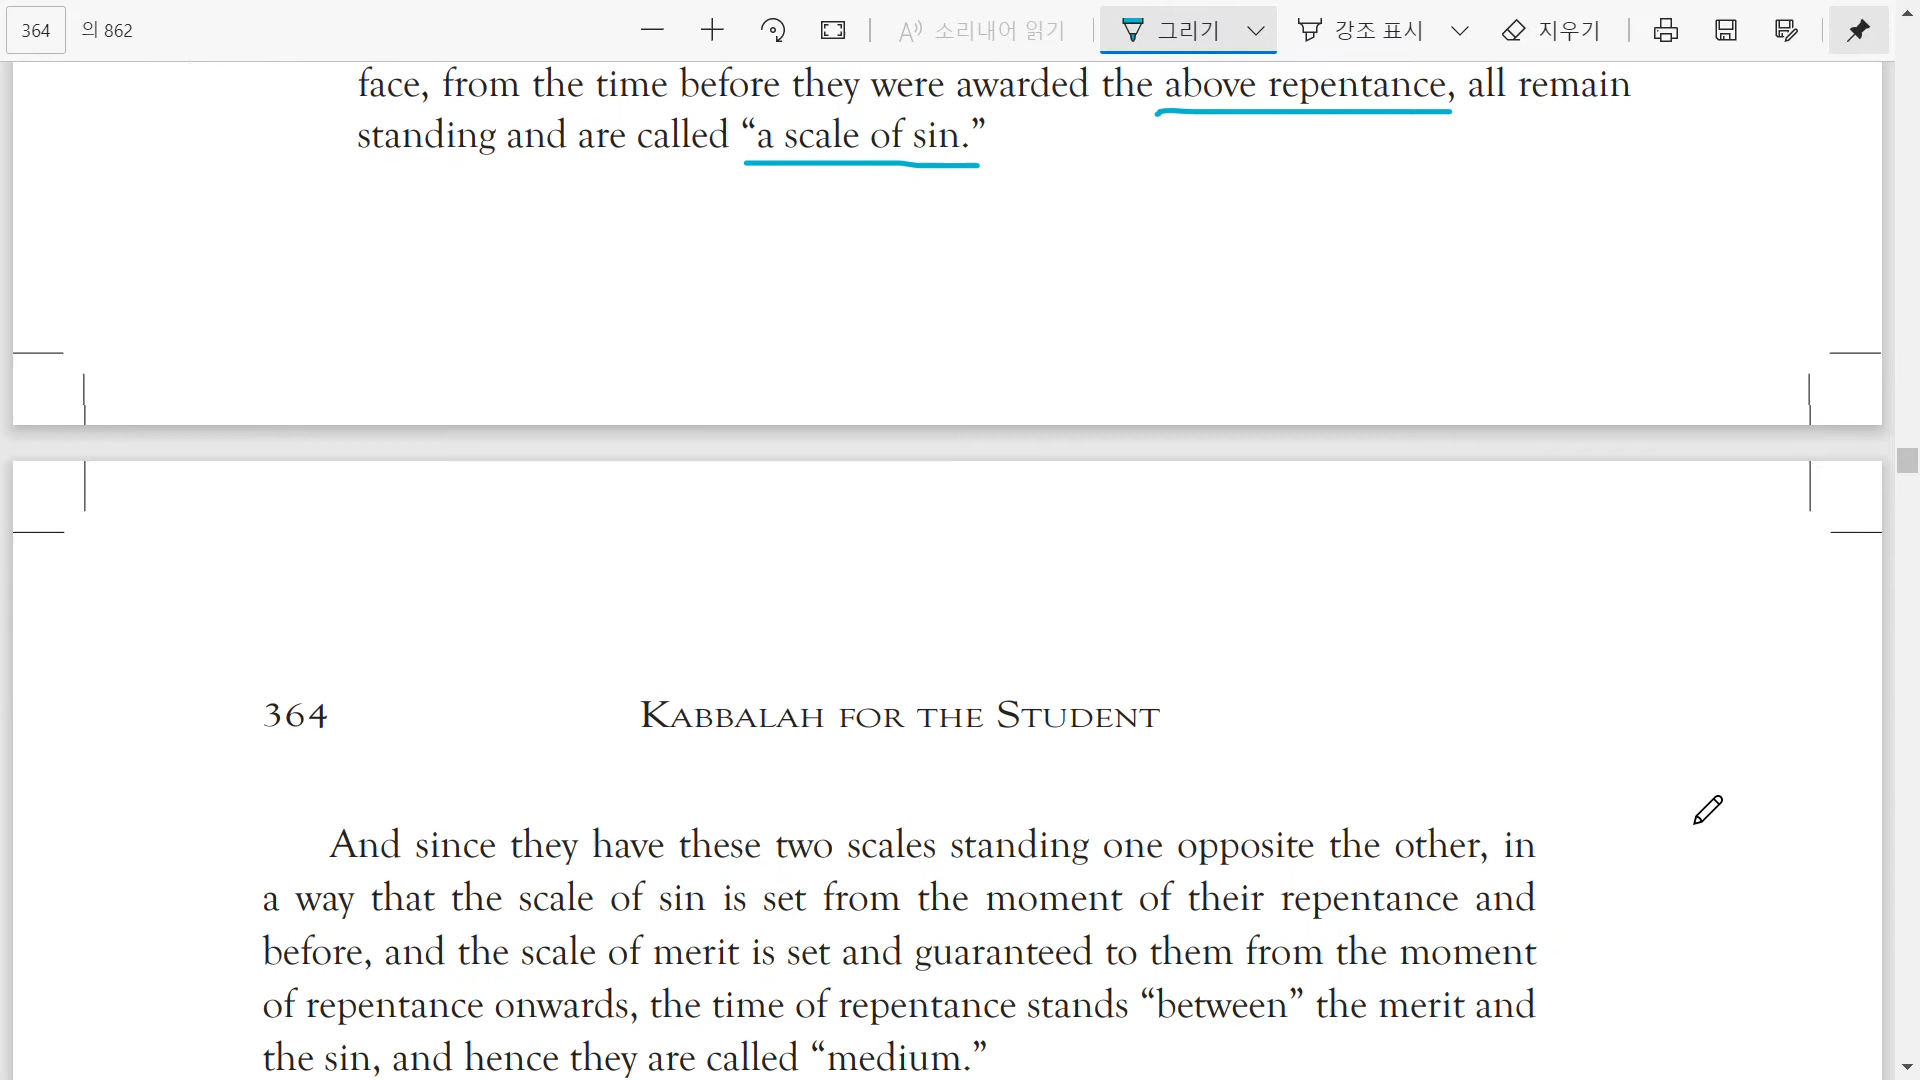 364 의 862 소리내어 읽기 그리기 강조 표시 지우기
face, from the time before they were awarded the above repentance, all remain
standing and are called “a scale of sin.”
364 KABBALAH FOR THE STUDENT
And since they have these two scales standing one opposite the other, in
a way that the scale of sin is set from the moment of their repentance and
before, and the scale of merit is set and guaranteed to them from the moment
of repentance onwards, the time of repentance stands “between” the merit and
the sin, and hence they are called “medium.”